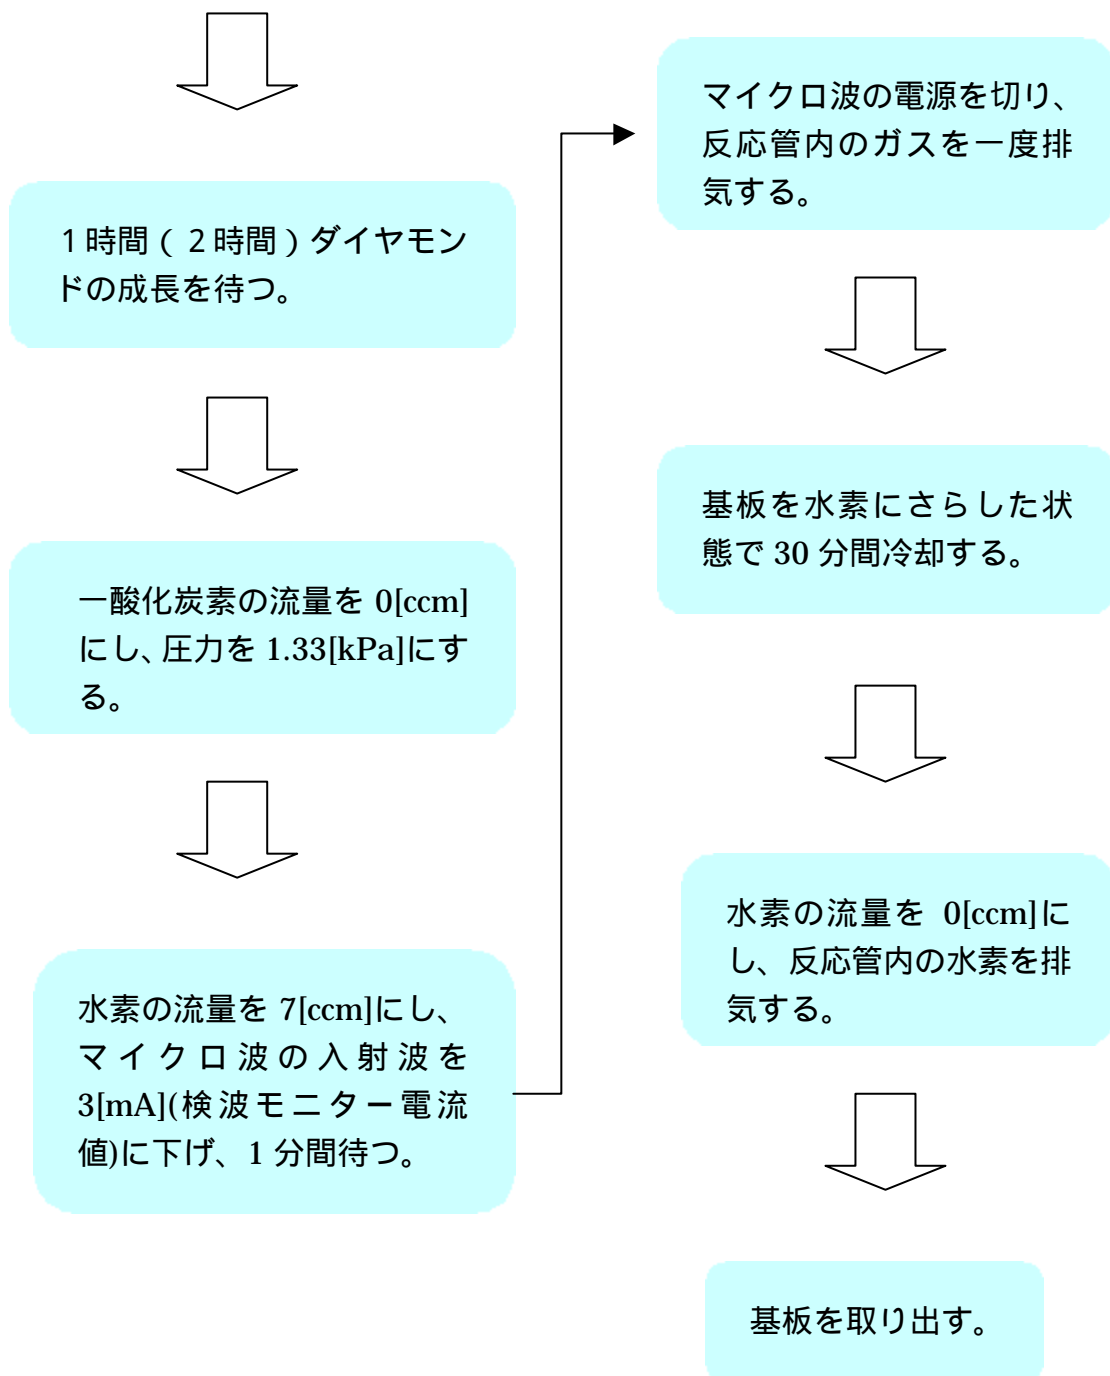 １時間（２時間）ダイヤモン
ドの成長を待つ。
一酸化炭素の流量を 0[ccm]
にし、圧力を 1.33[kPa]にす
る。
水素の流量を 7[ccm]にし、
マイクロ波の入射波を
3[mA](検波モニター電流
値)に下げ、1 分間待つ。
マイクロ波の電源を切り、
反応管内のガスを一度排
気する。
基板を水素にさらした状
態で 30 分間冷却する。
水素の流量を 0[ccm]に
し、反応管内の水素を排
気する。
基板を取り出す。